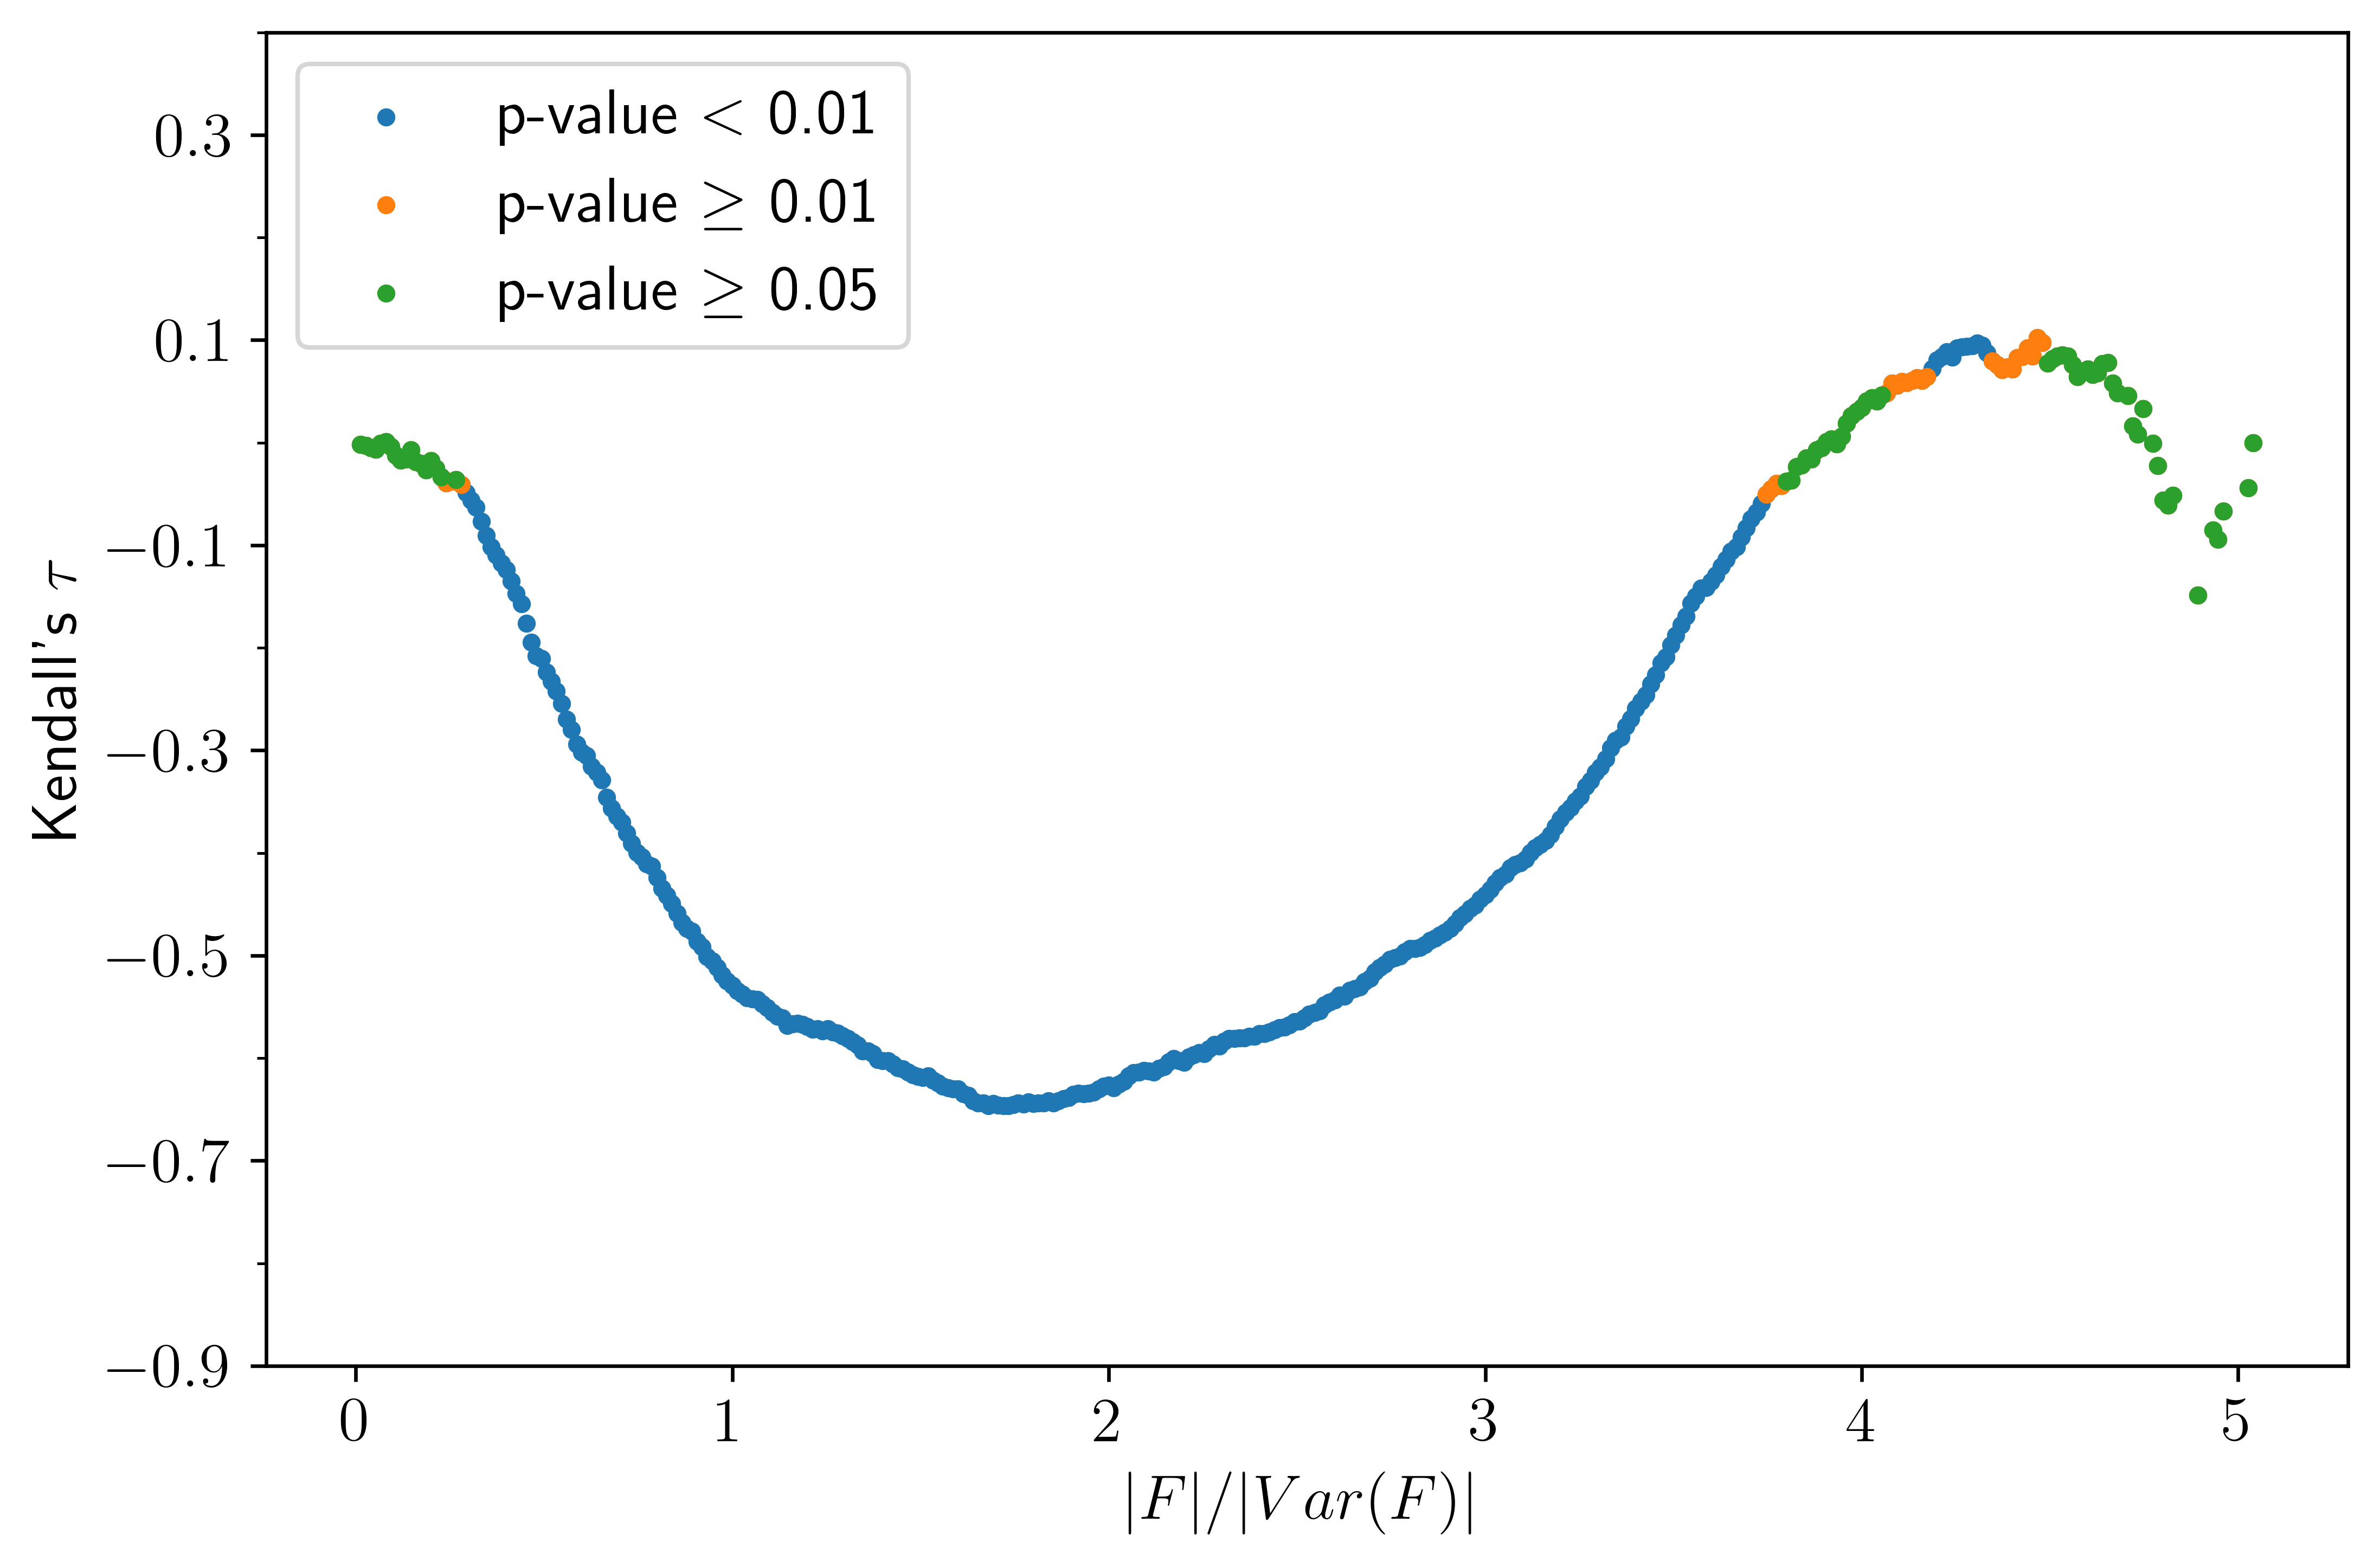 p-value < 0.01
p-value ≥ 0.01
p-value ≥ 0.05
0.3
0.1
−0.1
−0.3
−0.5
−0.7
−0.9
Kendall's τ
0 1 2 3 4 5
|F|/|Var(F)|